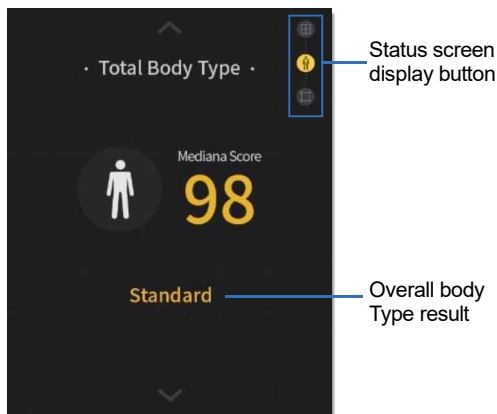 · Total Body Type ·
Status screen
display button
Mediana Score
98
Standard
Overall body
Type result